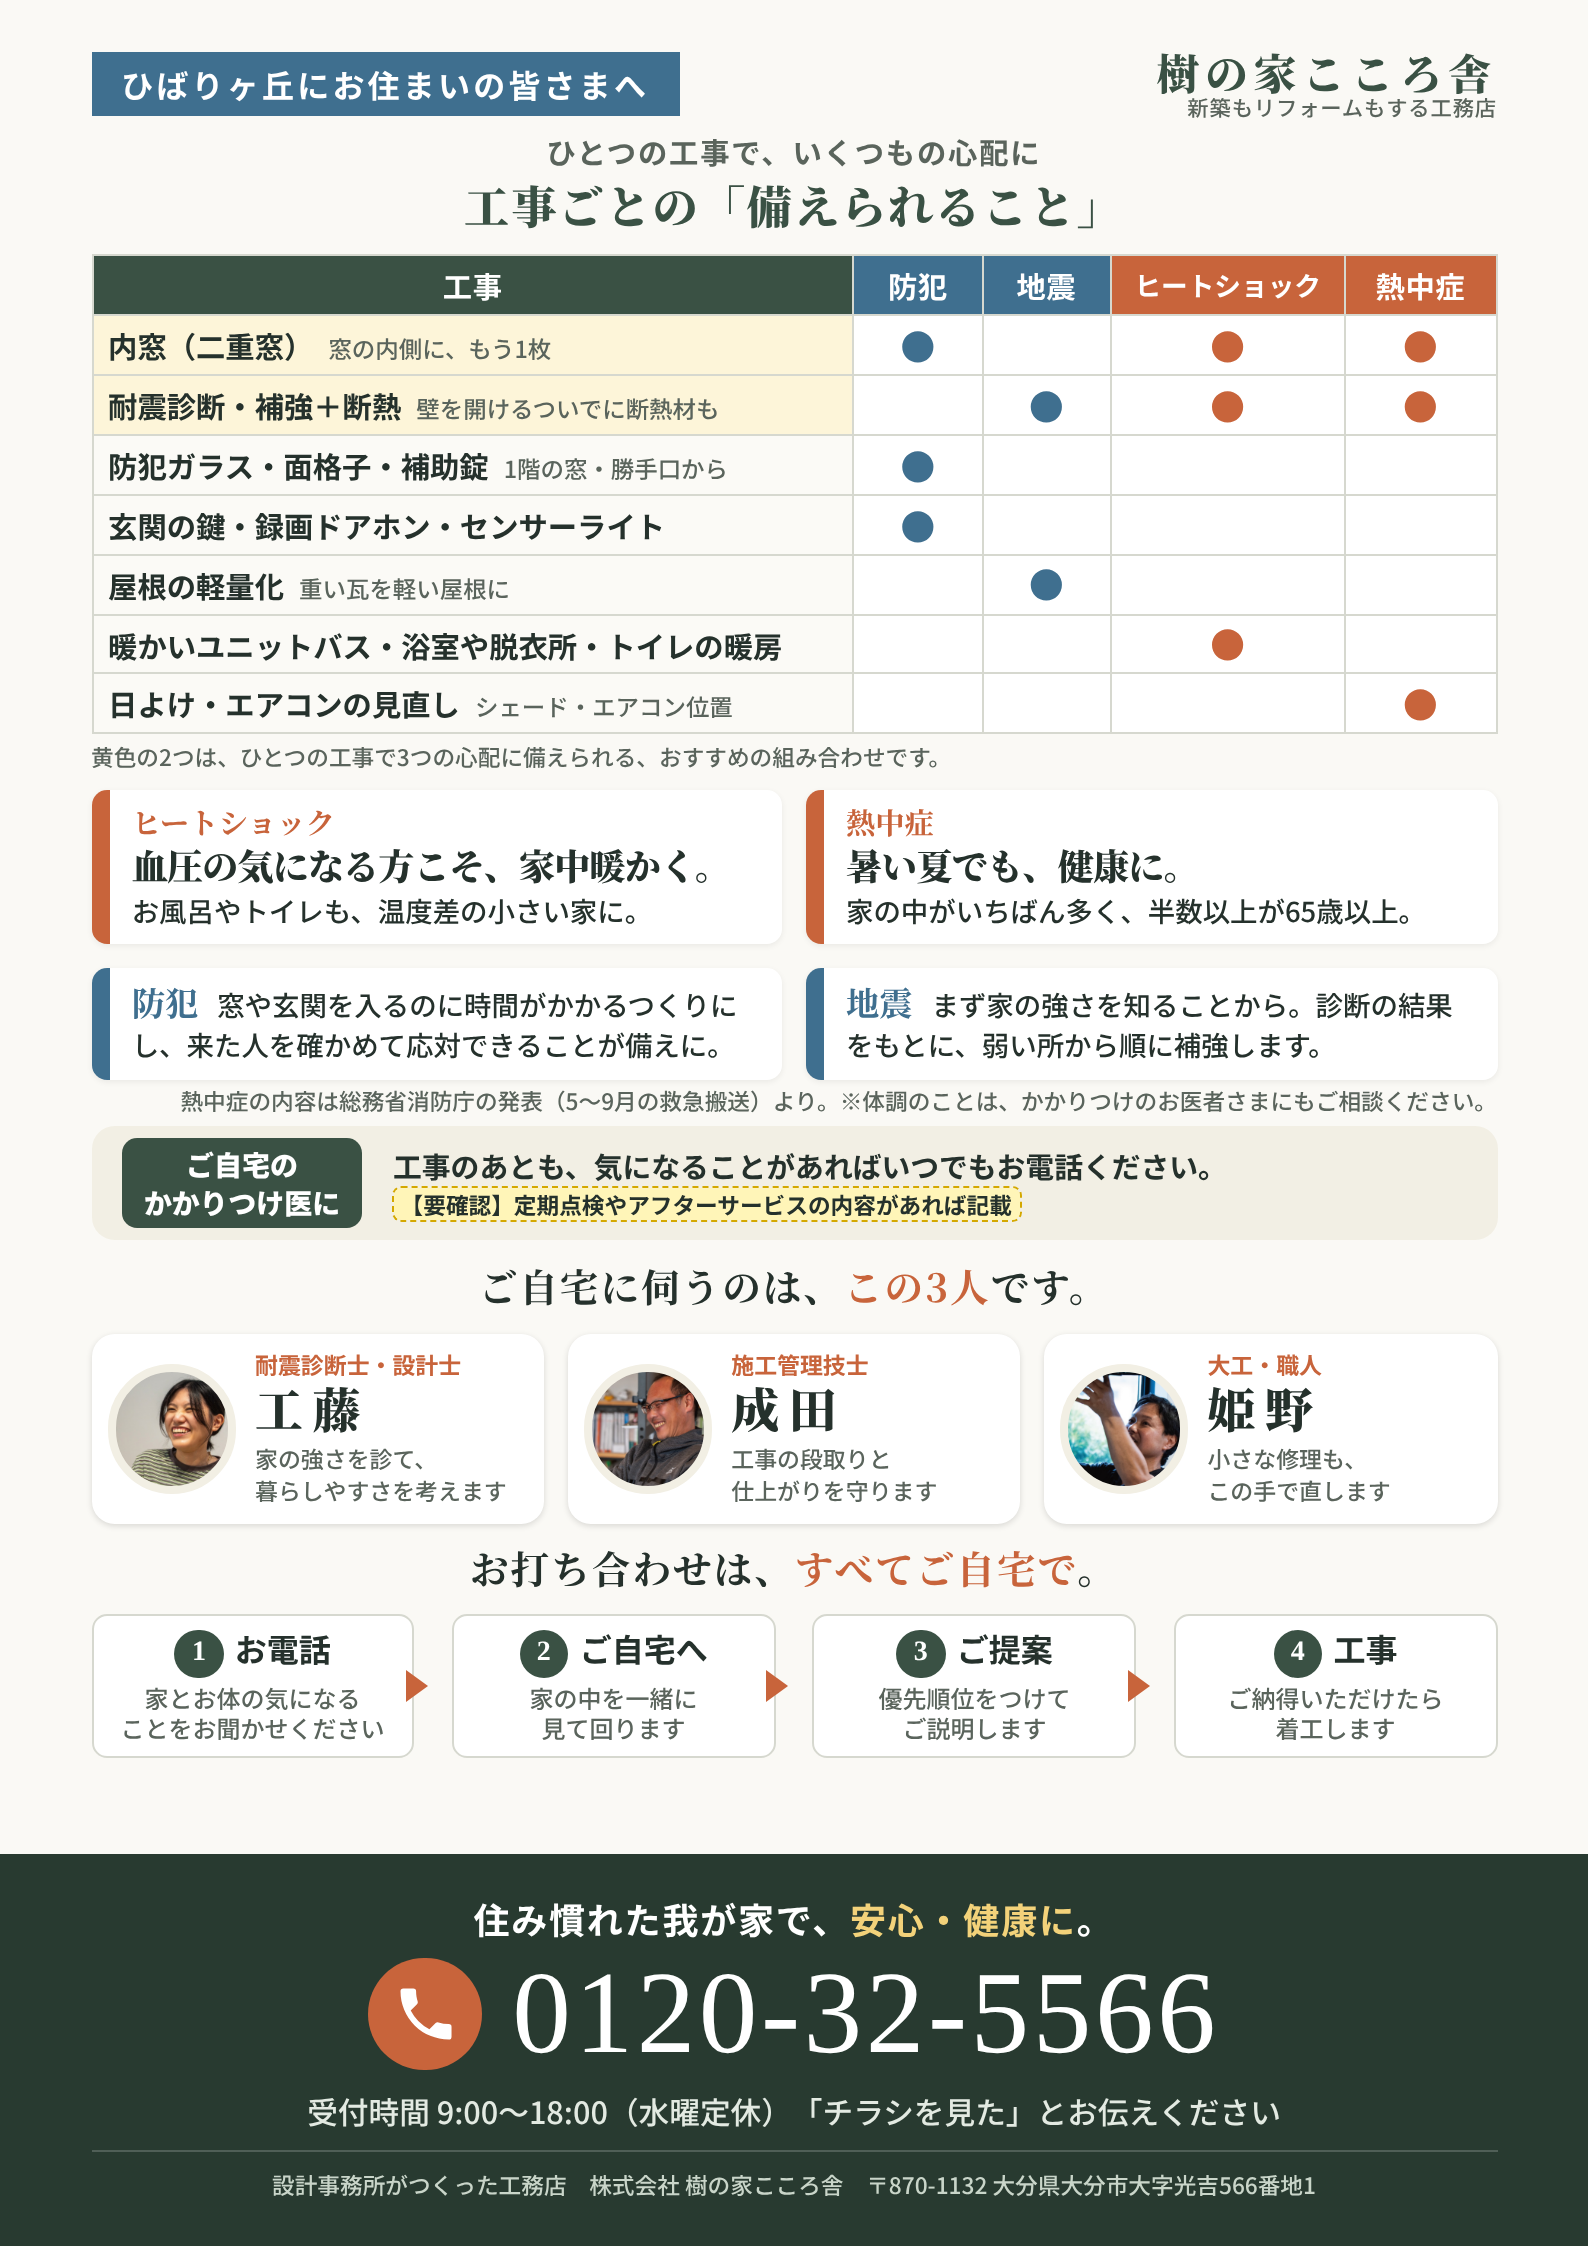 ひばりヶ丘にお住まいの皆さまへ
樹の家こころ舎
新築もリフォームもする工務店
ひとつの工事で、いくつもの心配に
工事ごとの「備えられること」
工事 防犯 地震 ヒートショック 熱中症
内窓（二重窓） 窓の内側に、もう1枚 ● ● ●
耐震診断・補強＋断熱 壁を開けるついでに断熱材も ● ● ●
防犯ガラス・面格子・補助錠 1階の窓・勝手口から ●
玄関の鍵・録画ドアホン・センサーライト ●
屋根の軽量化 重い瓦を軽い屋根に ●
暖かいユニットバス・浴室や脱衣所・トイレの暖房 ●
日よけ・エアコンの見直し シェード・エアコン位置 ●
黄色の2つは、ひとつの工事で3つの心配に備えられる、おすすめの組み合わせです。
ヒートショック
血圧の気になる方こそ、家中暖かく。
お風呂やトイレも、温度差の小さい家に。
熱中症
暑い夏でも、健康に。
家の中がいちばん多く、半数以上が65歳以上。
防犯 窓や玄関を入るのに時間がかかるつくりに
し、来た人を確かめて応対できることが備えに。
地震 まず家の強さを知ることから。診断の結果
をもとに、弱い所から順に補強します。
熱中症の内容は総務省消防庁の発表（5〜9月の救急搬送）より。※体調のことは、かかりつけのお医者さまにもご相談ください。
ご自宅の
かかりつけ医に
工事のあとも、気になることがあればいつでもお電話ください。
【要確認】定期点検やアフターサービスの内容があれば記載
ご自宅に伺うのは、この3人です。
耐震診断士・設計士
工藤
家の強さを診て、
暮らしやすさを考えます
施工管理技士
成田
工事の段取りと
仕上がりを守ります
大工・職人
姫野
小さな修理も、
この手で直します
お打ち合わせは、すべてご自宅で。
1 お電話
家とお体の気になる
ことをお聞かせください
2 ご自宅へ
家の中を一緒に
見て回ります
3 ご提案
優先順位をつけて
ご説明します
4 工事
ご納得いただけたら
着工します
住み慣れた我が家で、安心・健康に。
0120-32-5566
受付時間 9:00〜18:00（水曜定休）「チラシを見た」とお伝えください
設計事務所がつくった工務店 株式会社 樹の家こころ舎 〒870-1132 大分県大分市大字光吉566番地1